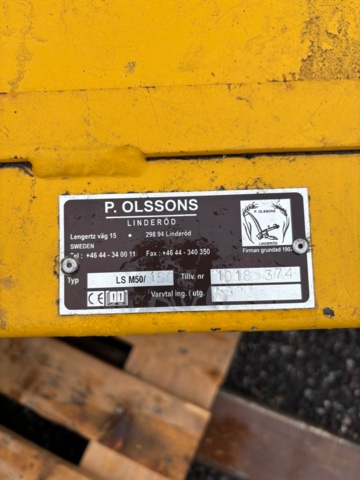 P. OLSSONS
LINDERÖD
Lengertz väg 15 • 298 94 Linderöd
SWEDEN
Tel : +46 44 - 34 00 11 Fax : +46 44 - 340 350
P. OLSSONS
LINDERÖD
Firman grundad
Typ LS M50/ Tillv. nr
CE Varvtal ing. / utg.